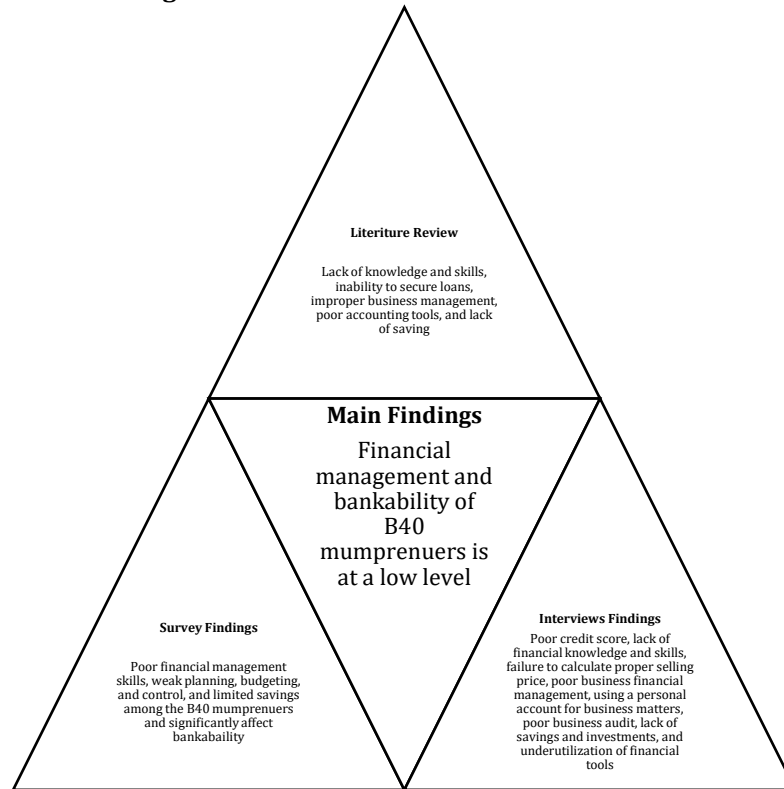 Literiture Review
Lack of knowledge and skills,
inability to secure loans,
improper business management,
poor accounting tools, and lack
of saving
Main Findings
Financial
management and
bankability of
B40
mumprenuers is
at a low level
Survey Findings
Poor financial management
skills, weak planning, budgeting,
and control, and limited savings
among the B40 mumprenuers
and significantly affect
bankabaility
Interviews Findings
Poor credit score, lack of
financial knowledge and skills,
failure to calculate proper selling
price, poor business financial
management, using a personal
account for business matters,
poor business audit, lack of
savings and investments, and
underutilization of financial
tools